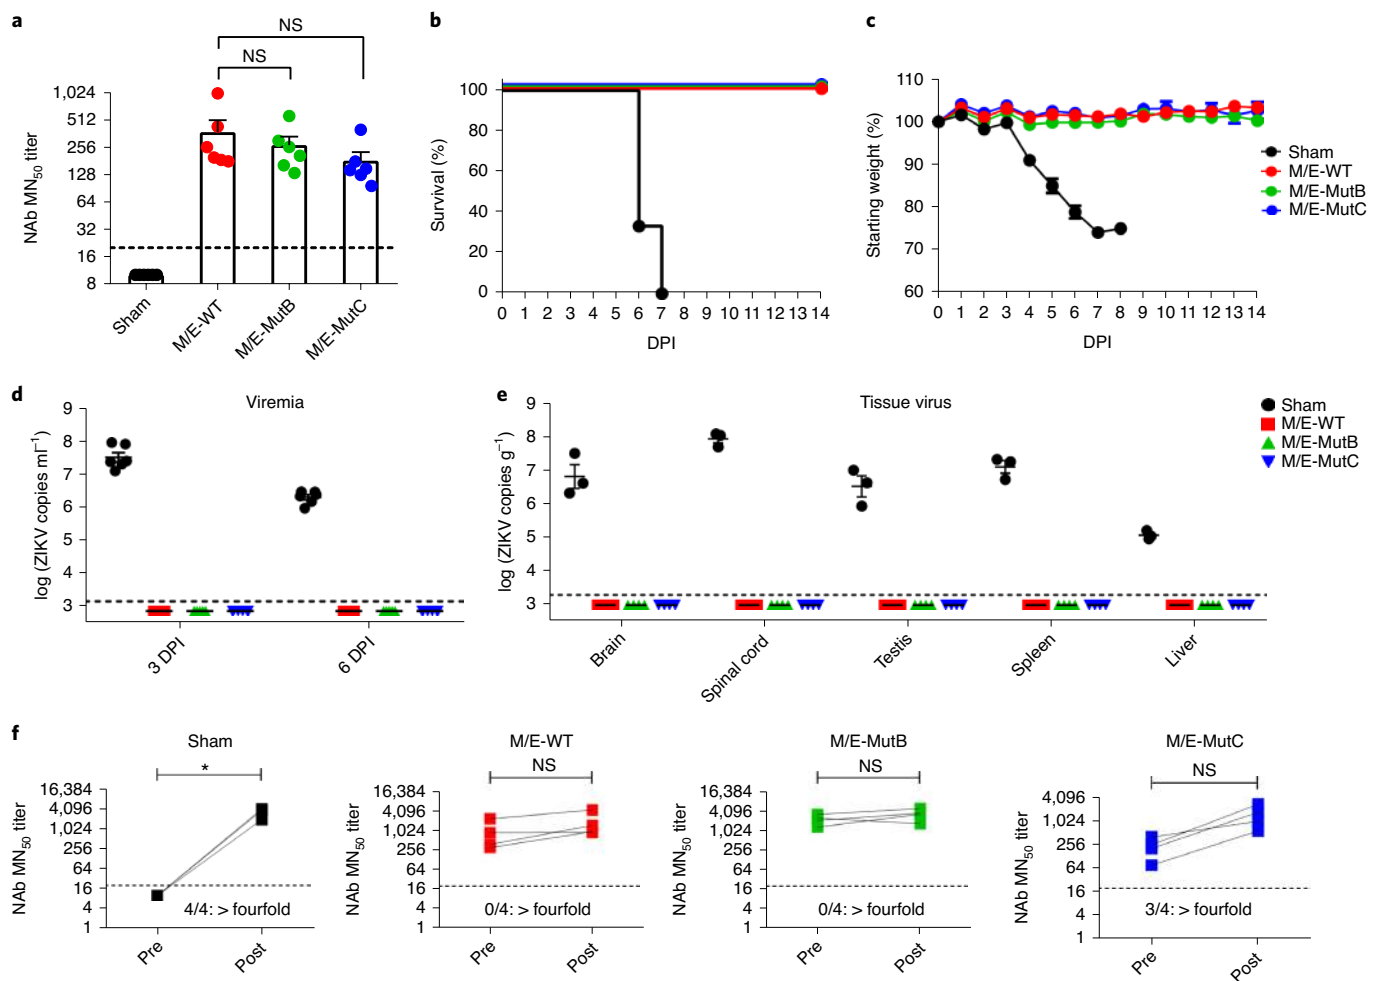 a
NS
NS
NAb MN50 titer
1,024
512
256
128
64
32
16
8
Sham
M/E-WT
M/E-MutB
M/E-MutC
b
Survival (%)
100
80
60
40
20
0
0 1 2 3 4 5 6 7 8 9 10 11 12 13 14
DPI
c
Starting weight (%)
110
100
90
80
70
60
0 1 2 3 4 5 6 7 8 9 10 11 12 13 14
DPI
Sham
M/E-WT
M/E-MutB
M/E-MutC
d
Viremia
log (ZIKV copies ml−1)
9
8
7
6
5
4
3
3 DPI
6 DPI
e
Tissue virus
log (ZIKV copies g−1)
9
8
7
6
5
4
3
Brain
Spinal cord
Testis
Spleen
Liver
Sham
M/E-WT
M/E-MutB
M/E-MutC
f
Sham
*
NAb MN50 titer
16,384
4,096
1,024
256
64
16
4
1
4/4: > fourfold
Pre
Post
M/E-WT
NS
NAb MN50 titer
16,384
4,096
1,024
256
64
16
4
1
0/4: > fourfold
Pre
Post
M/E-MutB
NS
NAb MN50 titer
16,384
4,096
1,024
256
64
16
4
1
0/4: > fourfold
Pre
Post
M/E-MutC
NS
NAb MN50 titer
4,096
1,024
256
64
16
4
1
3/4: > fourfold
Pre
Post